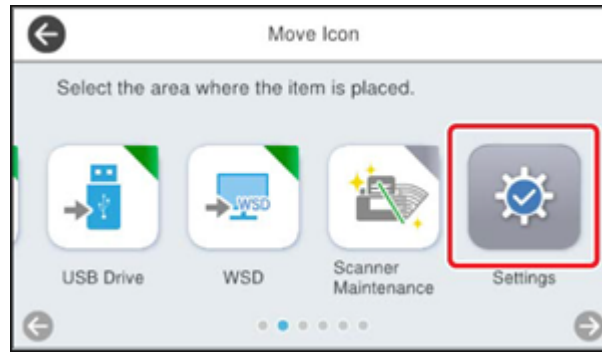 Move Icon
Select the area where the item is placed.
WSD
USB Drive
WSD
Scanner
Maintenance
Settings